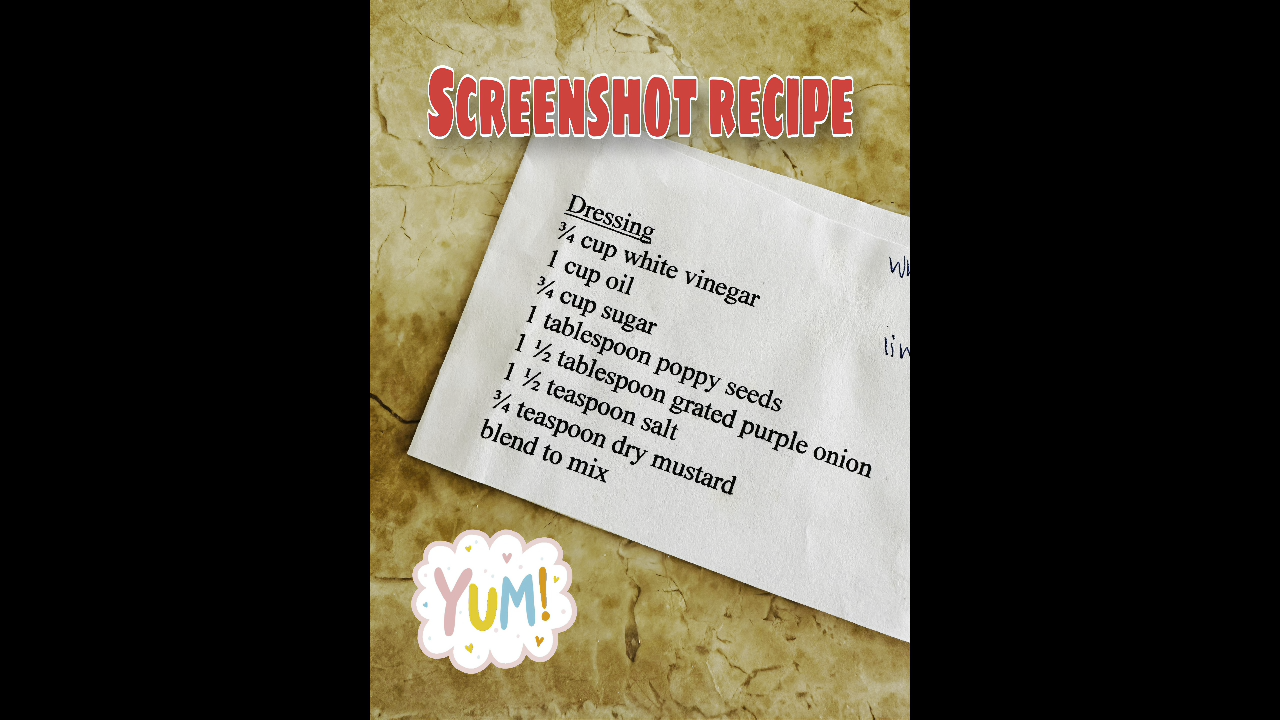 SCREENSHOT RECIPE
Dressing
¾ cup white vinegar
1 cup oil
¾ cup sugar
1 tablespoon poppy seeds
1 ½ tablespoon grated purple onion
1 ½ teaspoon salt
¾ teaspoon dry mustard
blend to mix
YUM!